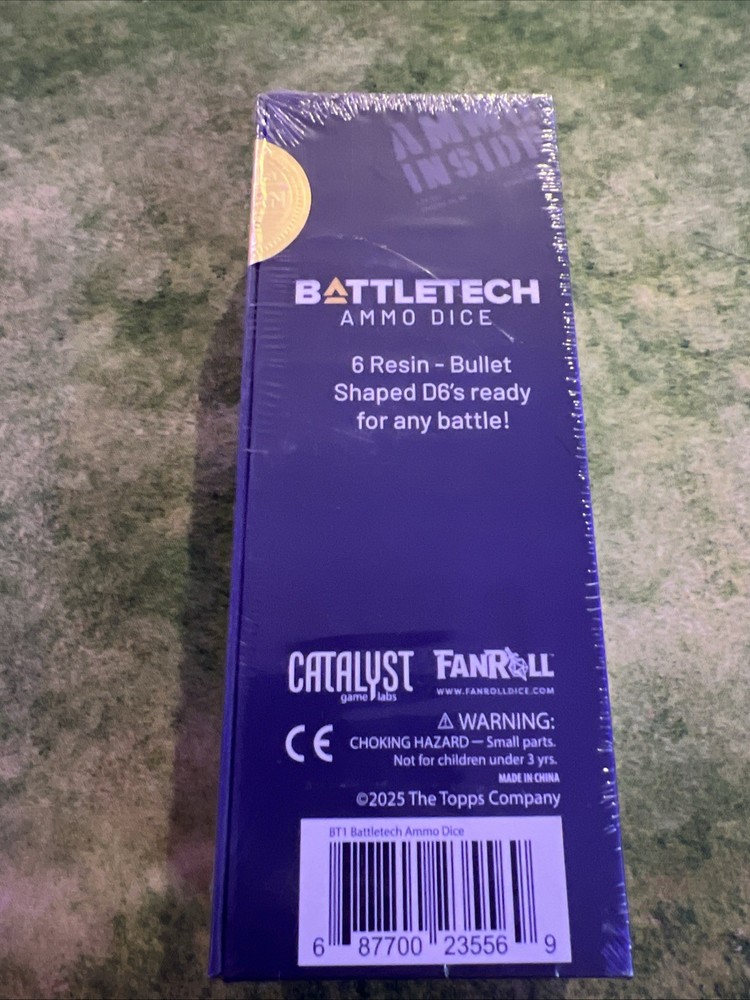 AMMO
INSIDE
BATTLETECH
AMMO DICE
6 Resin - Bullet
Shaped D6's ready
for any battle!
CATALYST
game labs
FANROLL™
WWW.FANROLLDICE.COM
⚠ WARNING:
CE
CHOKING HAZARD — Small parts.
Not for children under 3 yrs.
MADE IN CHINA
©2025 The Topps Company
BT1 Battletech Ammo Dice
6 87700 23556 9